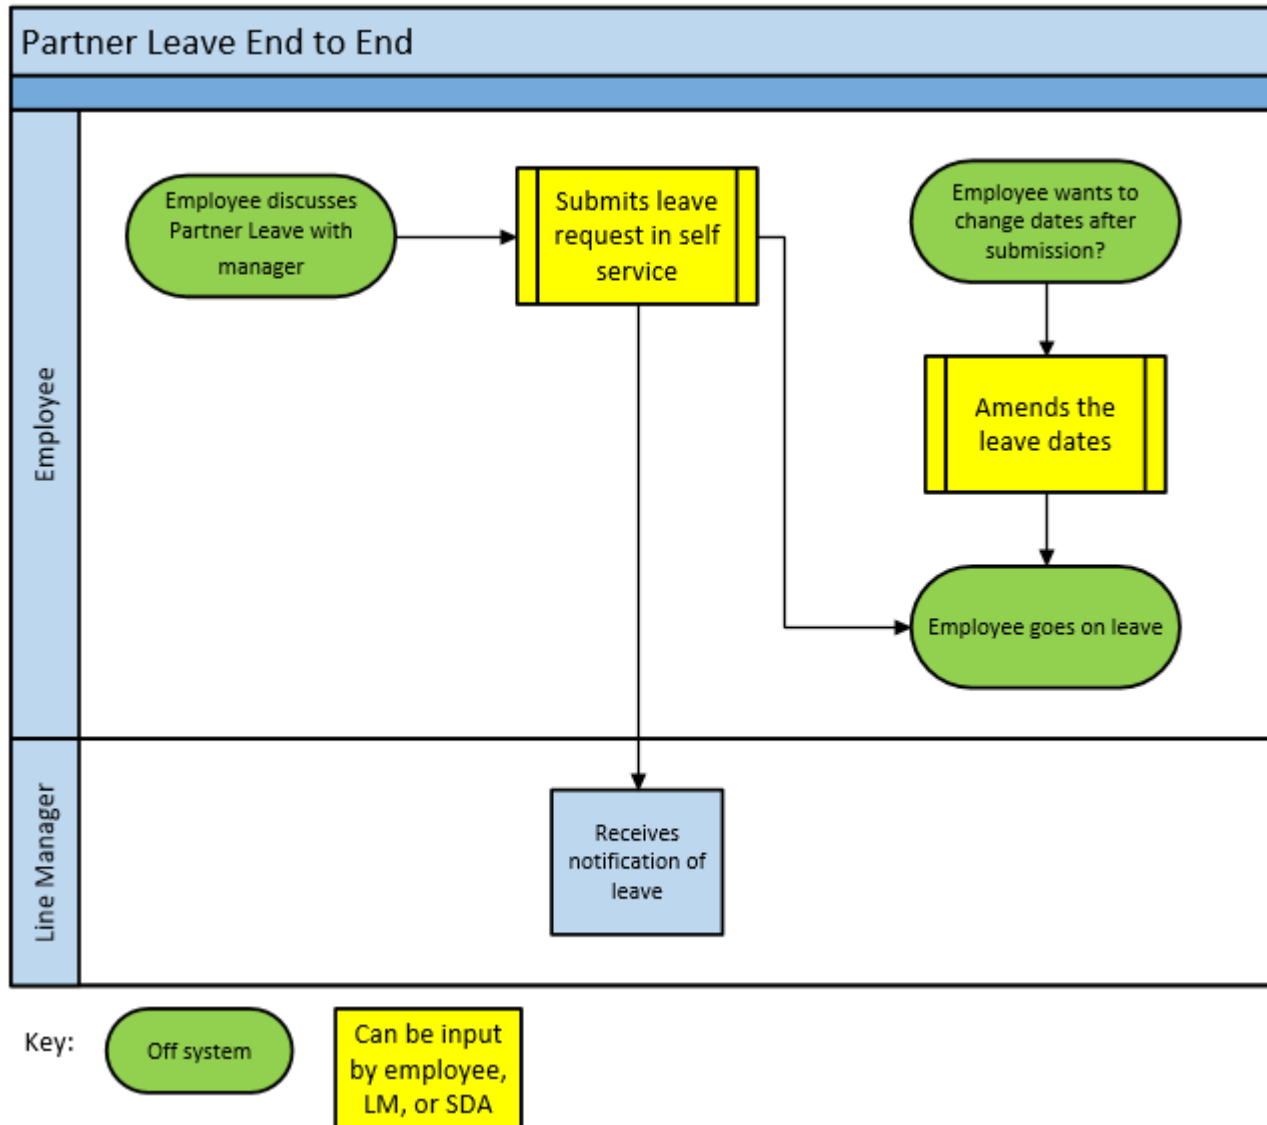 Partner Leave End to End
Employee
Employee discusses
Partner Leave with
manager
Submits leave
request in self
service
Employee wants to
change dates after
submission?
Amends the
leave dates
Employee goes on leave
Line Manager
Receives
notification of
leave
Key:
Off system
Can be input
by employee,
LM, or SDA